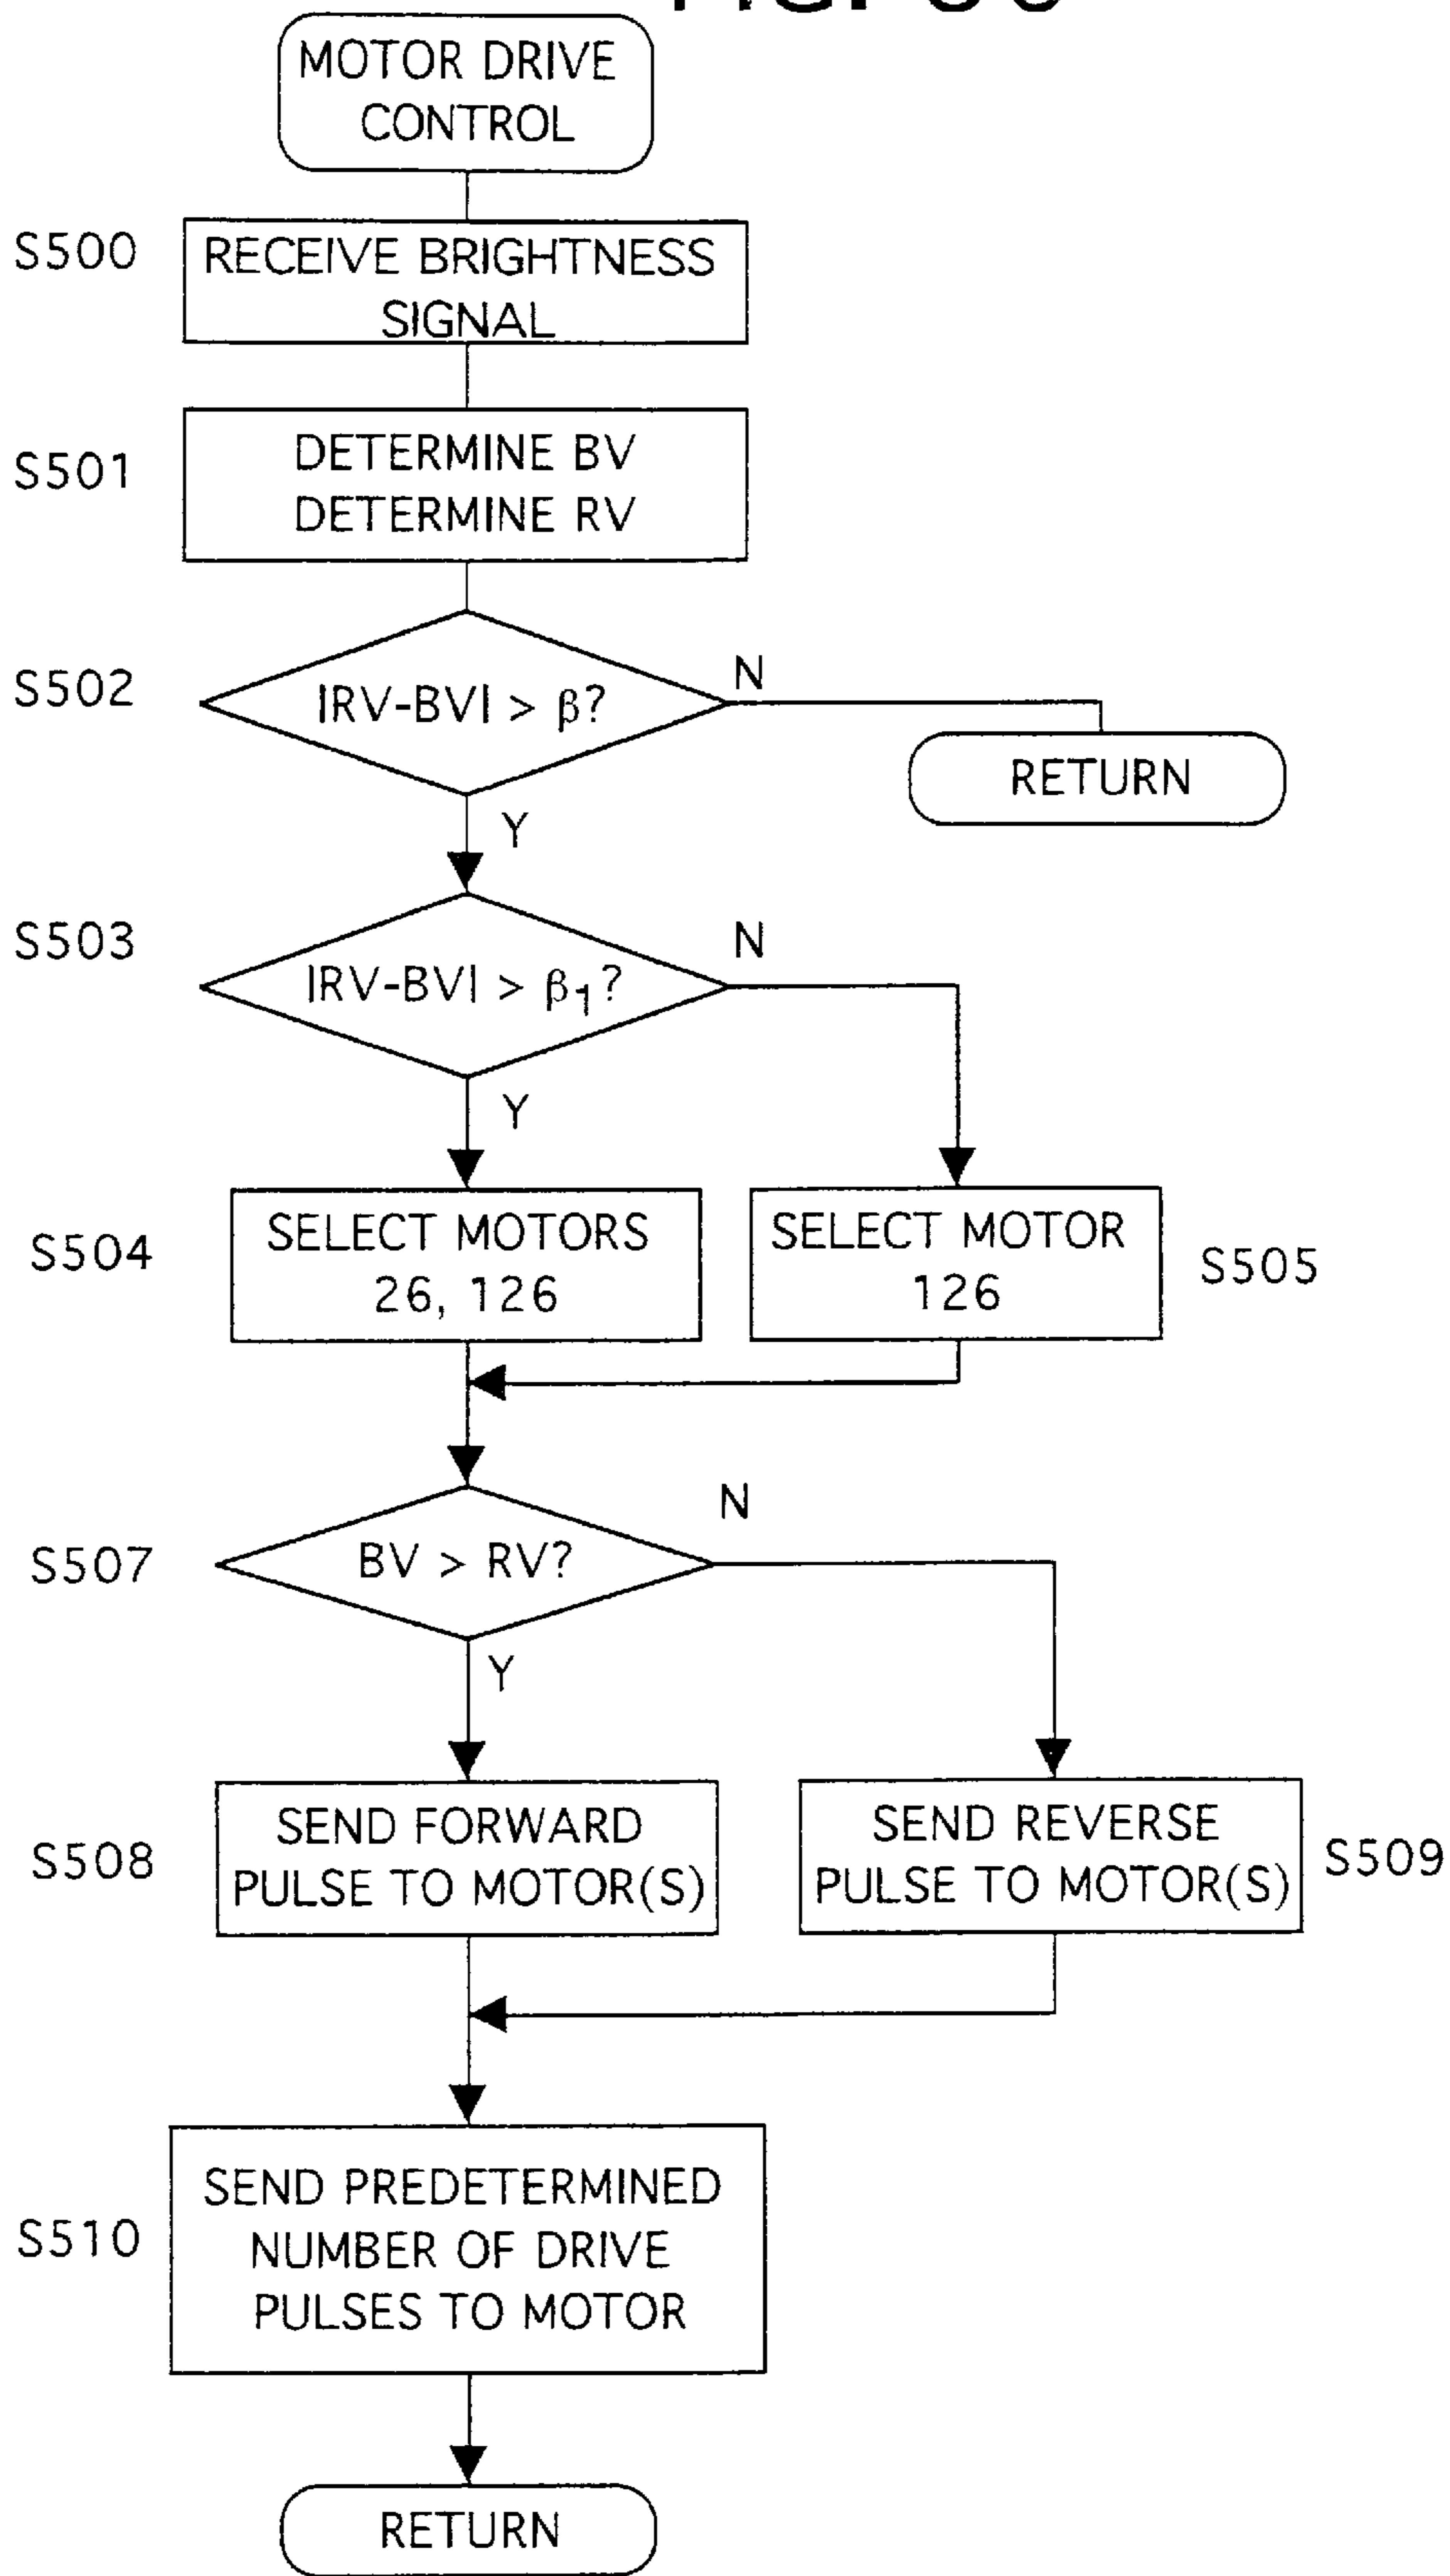 MOTOR DRIVE
CONTROL
S500
RECEIVE BRIGHTNESS
SIGNAL
S501
DETERMINE BV
DETERMINE RV
S502
|RV-BV| > β?
N
RETURN
Y
S503
|RV-BV| > β1?
N
Y
S504
SELECT MOTORS
26, 126
SELECT MOTOR
126
S505
S507
BV > RV?
N
Y
S508
SEND FORWARD
PULSE TO MOTOR(S)
SEND REVERSE
PULSE TO MOTOR(S)
S509
S510
SEND PREDETERMINED
NUMBER OF DRIVE
PULSES TO MOTOR
RETURN